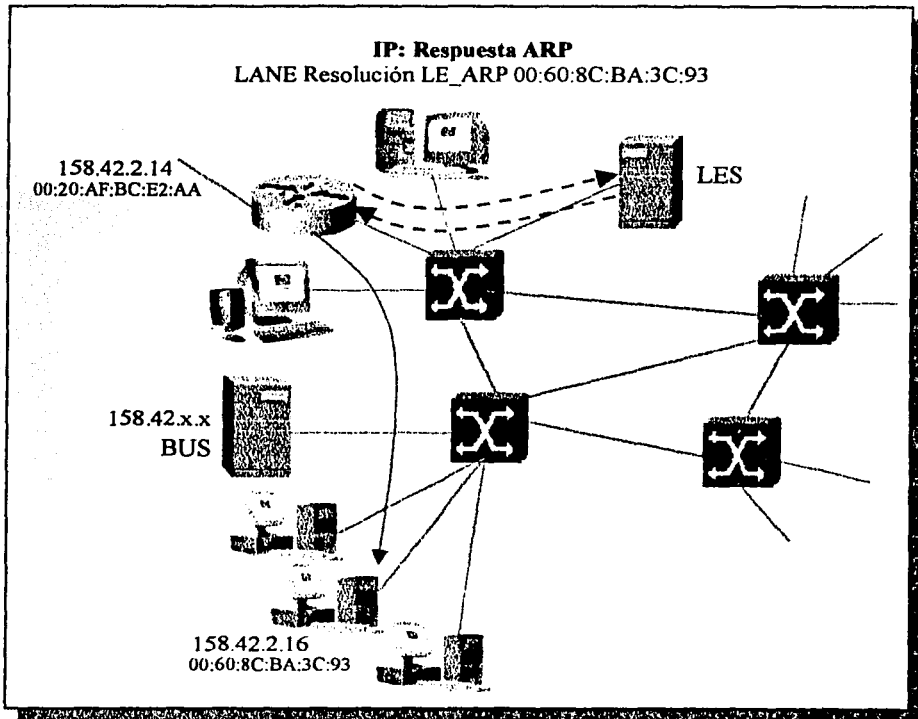 IP: Respuesta ARP
LANE Resolución LE_ARP 00:60:8C:BA:3C:93
158.42.2.14
00:20:AF:BC:E2:AA
LES
158.42.x.x
BUS
158.42.2.16
00:60:8C:BA:3C:93